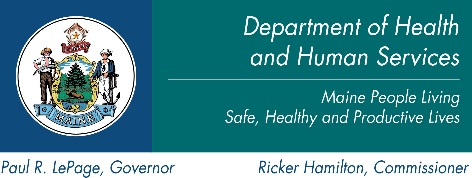 Department of Health
and Human Services
Maine People Living
Safe, Healthy and Productive Lives
Paul R. LePage, Governor
Ricker Hamilton, Commissioner